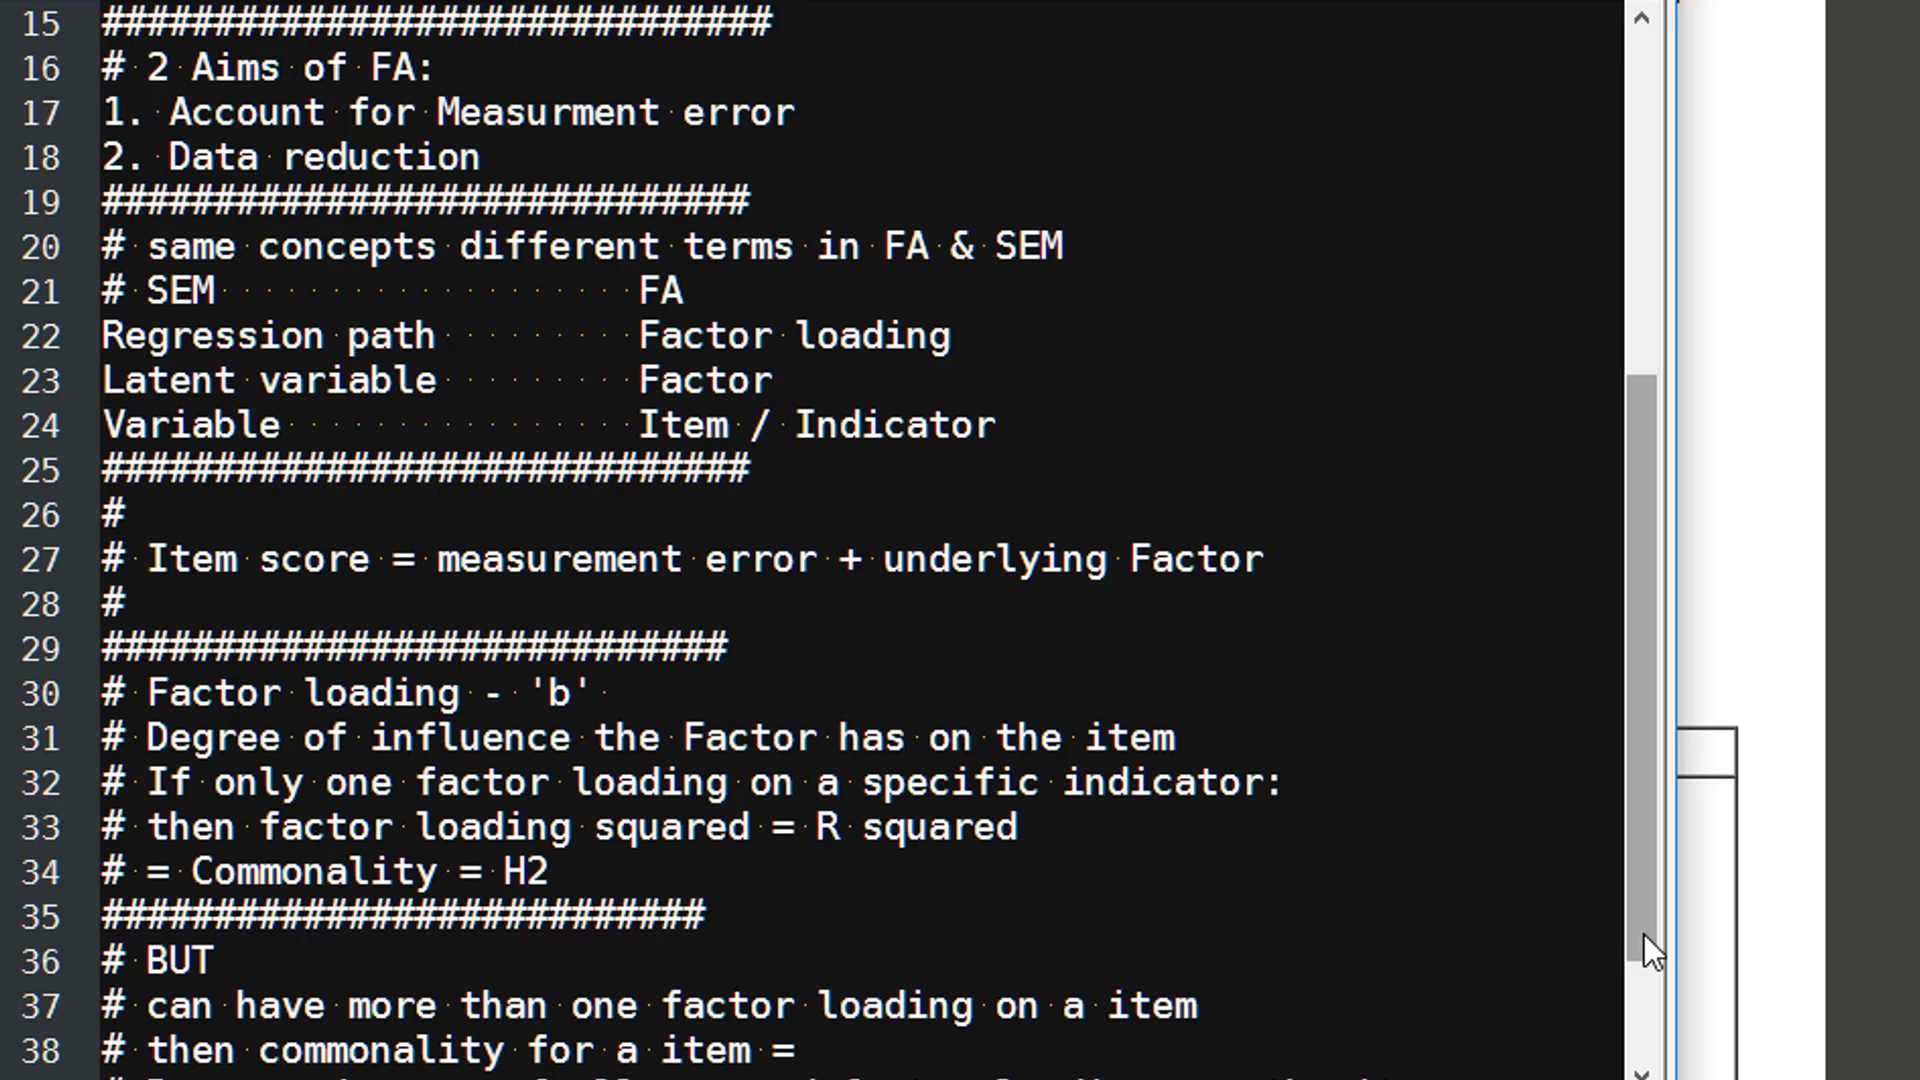 15 ##############################
16 # 2 Aims of FA:
17 1. Account for Measurment error
18 2. Data reduction
19 #############################
20 # same concepts different terms in FA & SEM
21 # SEM FA
22 Regression path Factor loading
23 Latent variable Factor
24 Variable Item / Indicator
25 #############################
26 #
27 # Item score = measurement error + underlying Factor
28 #
29 ############################
30 # Factor loading - 'b'
31 # Degree of influence the Factor has on the item
32 # If only one factor loading on a specific indicator:
33 # then factor loading squared = R squared
34 # = Commonality = H2
35 ###########################
36 # BUT
37 # can have more than one factor loading on a item
38 # then commonality for a item =